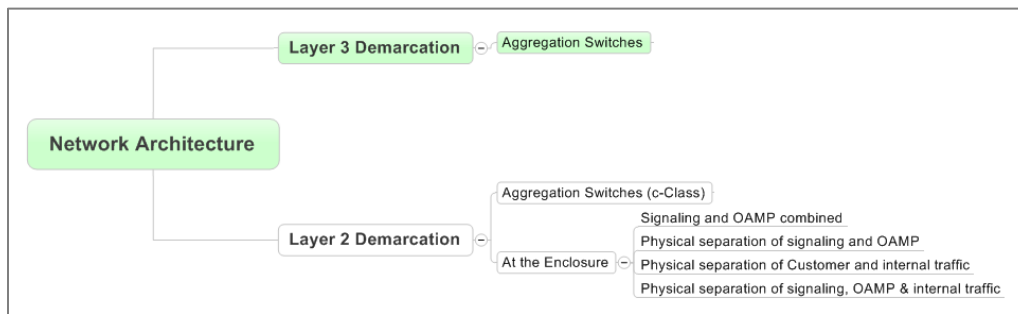 Layer 3 Demarcation
Aggregation Switches
Network Architecture
Aggregation Switches (c-Class)
Layer 2 Demarcation
At the Enclosure
Signaling and OAMP combined
Physical separation of signaling and OAMP
Physical separation of Customer and internal traffic
Physical separation of signaling, OAMP & internal traffic